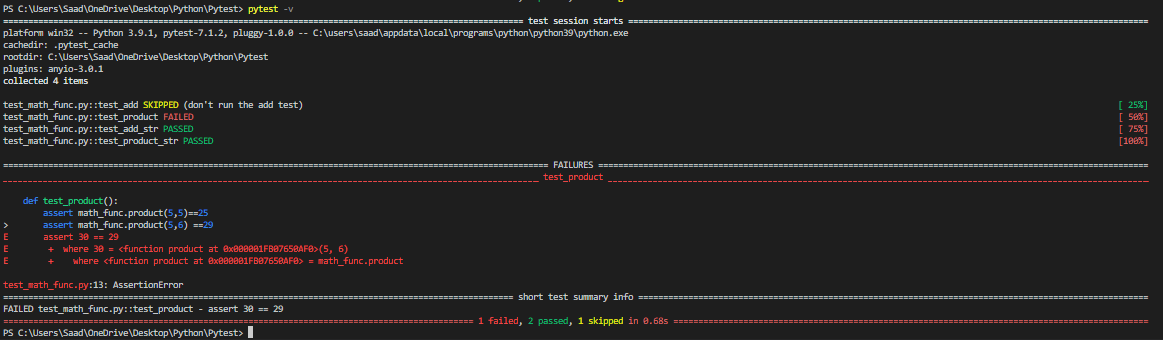 PS C:\Users\Saad\OneDrive\Desktop\Python\Pytest> pytest -v
======================== test session starts ========================
platform win32 -- Python 3.9.1, pytest-7.1.2, pluggy-1.0.0 -- C:\users\saad\appdata\local\programs\python\python39\python.exe
cachedir: .pytest_cache
rootdir: C:\Users\Saad\OneDrive\Desktop\Python\Pytest
plugins: anyio-3.0.1
collected 4 items
test_math_func.py::test_add SKIPPED (don't run the add test) [ 25%]
test_math_func.py::test_product FAILED [ 50%]
test_math_func.py::test_add_str PASSED [ 75%]
test_math_func.py::test_product_str PASSED [100%]
======================== FAILURES ========================
________________________ test_product ________________________
def test_product():
assert math_func.product(5,5)==25
> assert math_func.product(5,6) ==29
E assert 30 == 29
E + where 30 = <function product at 0x000001FB07650AF0>(5, 6)
E + where <function product at 0x000001FB07650AF0> = math_func.product
test_math_func.py:13: AssertionError
======================== short test summary info ========================
FAILED test_math_func.py::test_product - assert 30 == 29
======================== 1 failed, 2 passed, 1 skipped in 0.68s ========================
PS C:\Users\Saad\OneDrive\Desktop\Python\Pytest>